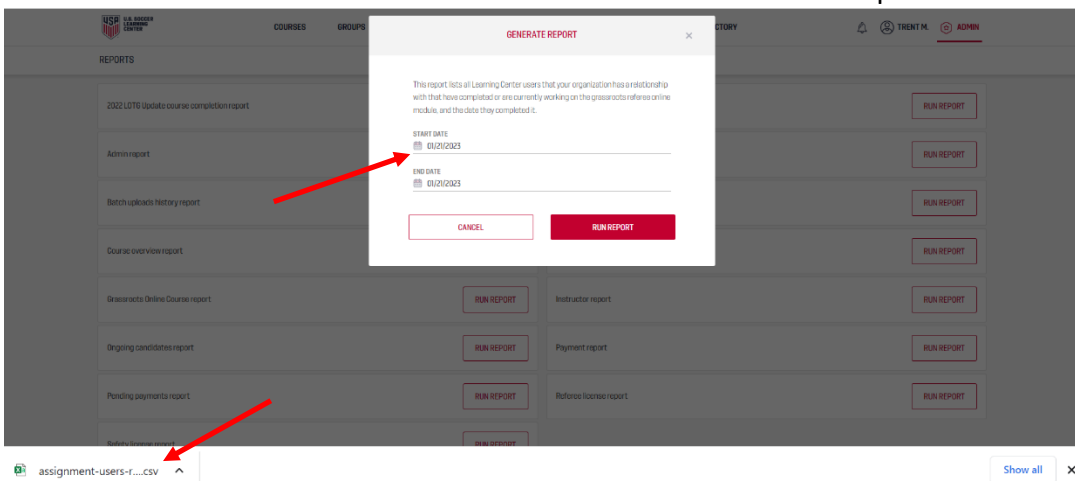 U.S. SOCCER
LEARNING
CENTER
COURSES
GROUPS
CTORY
TRENT M.
ADMIN
REPORTS
GENERATE REPORT
This report lists all Learning Center users that your organization has a relationship
with that have completed or are currently working on the grassroots referee online
module, and the date they completed it.
START DATE
01/21/2023
END DATE
01/21/2023
CANCEL
RUN REPORT
2022 LOTG Update course completion report
RUN REPORT
Admin report
RUN REPORT
Batch uploads history report
RUN REPORT
Course overview report
RUN REPORT
Grassroots Online Course report
RUN REPORT
Instructor report
RUN REPORT
Ongoing candidates report
RUN REPORT
Payment report
RUN REPORT
Pending payments report
RUN REPORT
Referee license report
RUN REPORT
Safety license report
RUN REPORT
assignment-users-r....csv
Show all